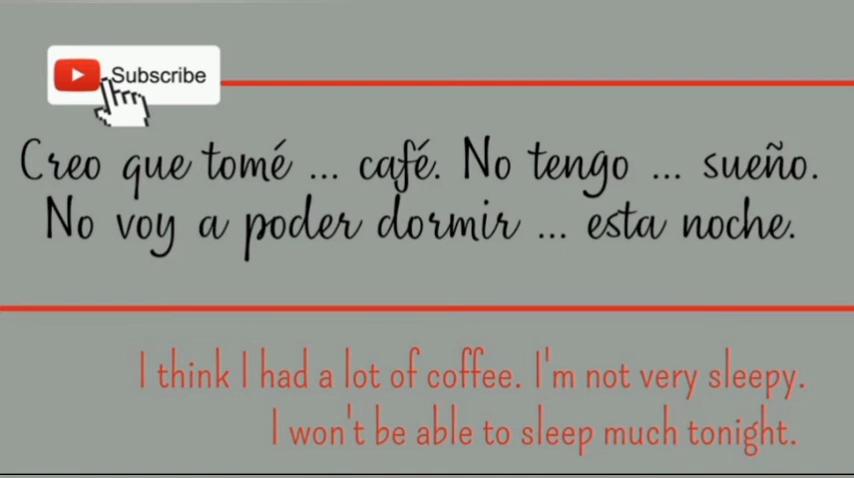 Subscribe
Creo que tomé ... café. No tengo ... sueño.
No voy a poder dormir ... esta noche.
I think I had a lot of coffee. I'm not very sleepy.
I won't be able to sleep much tonight.